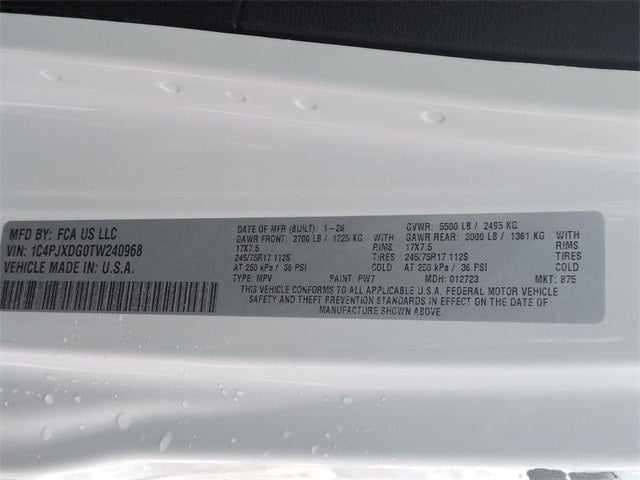 MFD BY: FCA US LLC
VIN: 1C4PJXDG0TW240968
VEHICLE MADE IN: U.S.A.
DATE OF MFR (BUILT): 1-26
GAWR FRONT: 2700 LB / 1225 KG WITH
17X7.5 RIMS
245/75R17 112S TIRES
AT 250 kPa / 36 PSI COLD
GVWR: 5500 LB / 2495 KG
GAWR REAR: 3000 LB / 1361 KG WITH
17X7.5 RIMS
245/75R17 112S TIRES
AT 250 kPa / 36 PSI COLD
TYPE: MPV PAINT: PW7 MDH: 012723 MKT: 875
THIS VEHICLE CONFORMS TO ALL APPLICABLE U.S.A. FEDERAL MOTOR VEHICLE
SAFETY AND THEFT PREVENTION STANDARDS IN EFFECT ON THE DATE OF
MANUFACTURE SHOWN ABOVE.